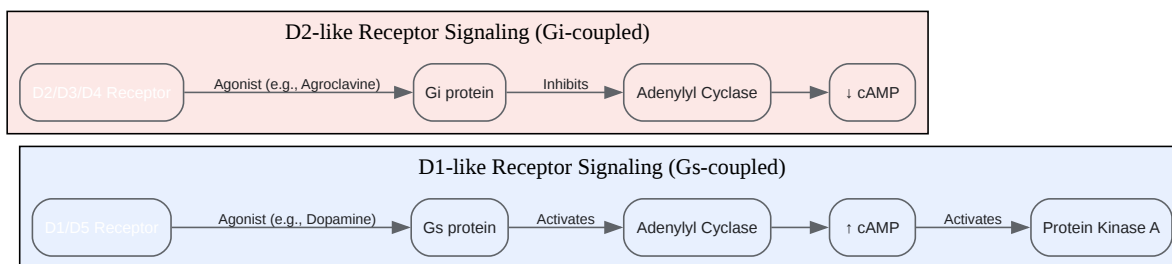 D2-like Receptor Signaling (Gi-coupled)
D2/D3/D4 Receptor
Agonist (e.g., Agroclavine)
Gi protein
Inhibits
Adenylyl Cyclase
↓ cAMP
D1-like Receptor Signaling (Gs-coupled)
D1/D5 Receptor
Agonist (e.g., Dopamine)
Gs protein
Activates
Adenylyl Cyclase
↑ cAMP
Activates
Protein Kinase A